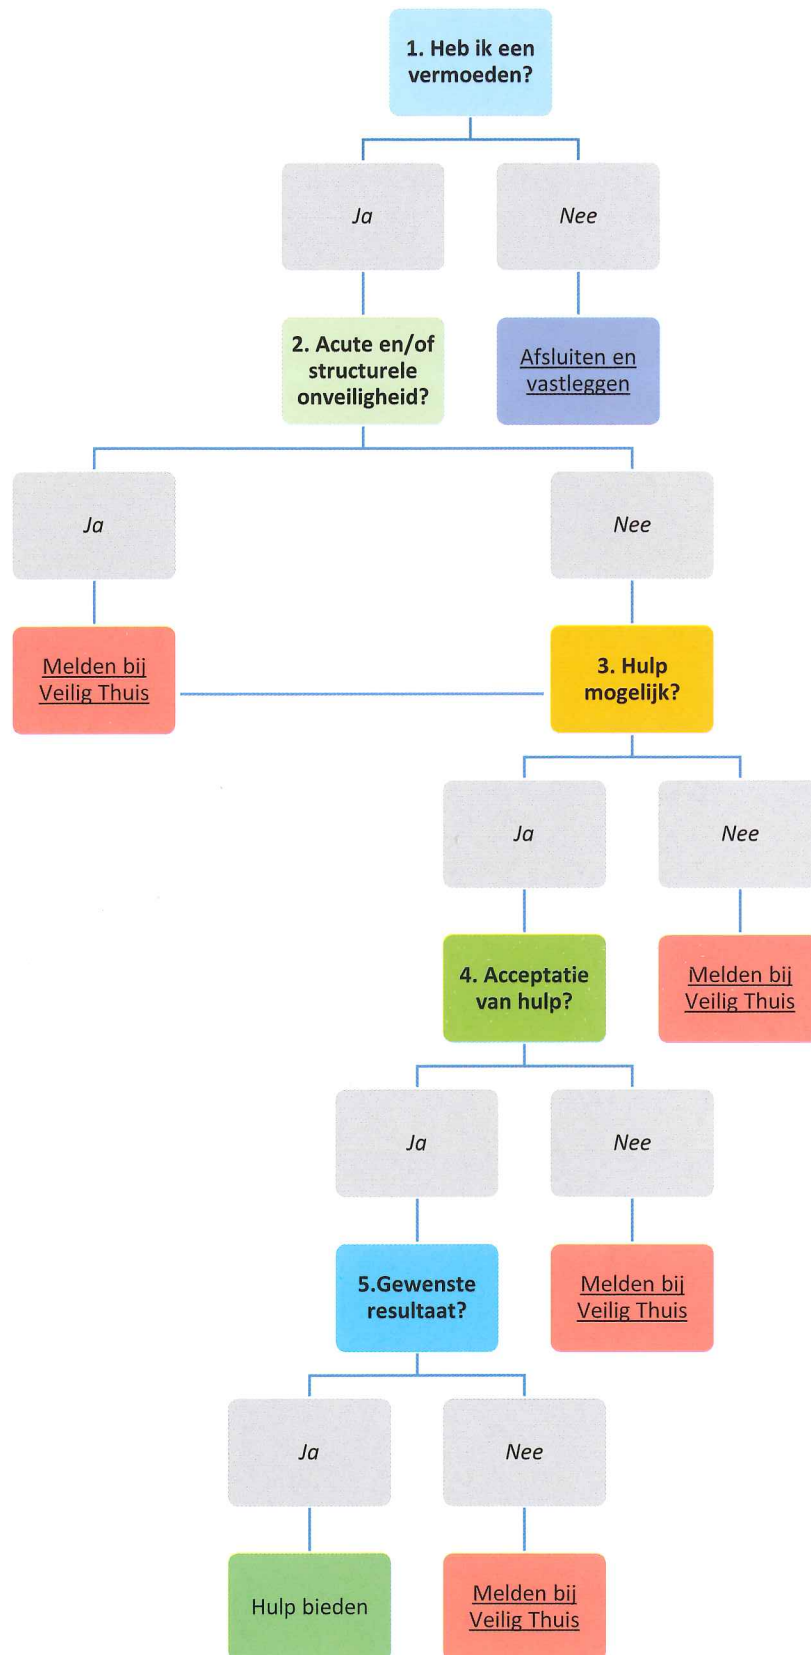 1. Heb ik een
vermoeden?
Ja
Nee
2. Acute en/of
structurele
onveiligheid?
Afsluiten en
vastleggen
Ja
Nee
Melden bij
Veilig Thuis
3. Hulp
mogelijk?
Ja
Nee
4. Acceptatie
van hulp?
Melden bij
Veilig Thuis
Ja
Nee
5.Gewenste
resultaat?
Melden bij
Veilig Thuis
Ja
Nee
Hulp bieden
Melden bij
Veilig Thuis